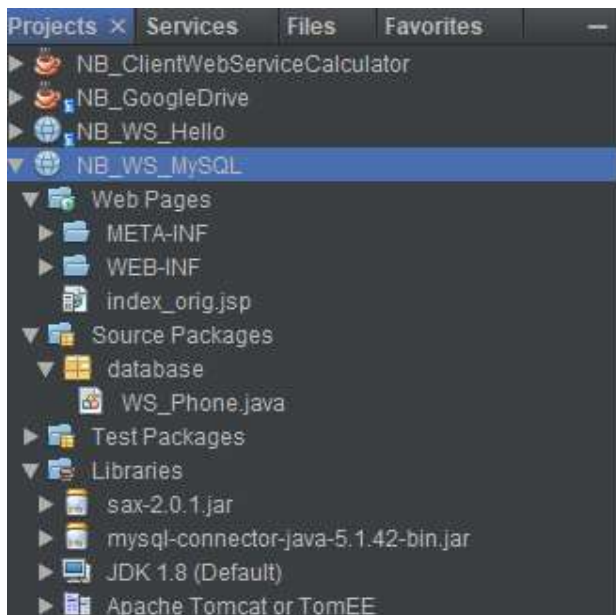 Projects × Services Files Favorites
NB_ClientWebServiceCalculator
NB_GoogleDrive
NB_WS_Hello
NB_WS_MySQL
Web Pages
META-INF
WEB-INF
index_orig.jsp
Source Packages
database
WS_Phone.java
Test Packages
Libraries
sax-2.0.1.jar
mysql-connector-java-5.1.42-bin.jar
JDK 1.8 (Default)
Apache Tomcat or TomEE